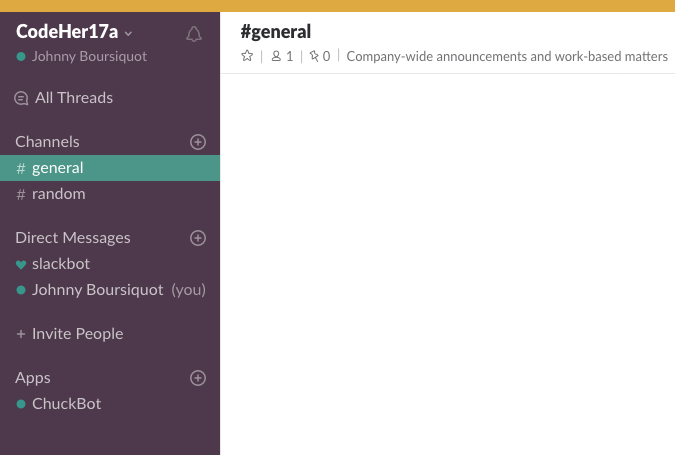 CodeHer17a
Johnny Boursiquot
All Threads
Channels
# general
# random
Direct Messages
slackbot
Johnny Boursiquot (you)
+ Invite People
Apps
ChuckBot
#general
1 | 0 | Company-wide announcements and work-based matters